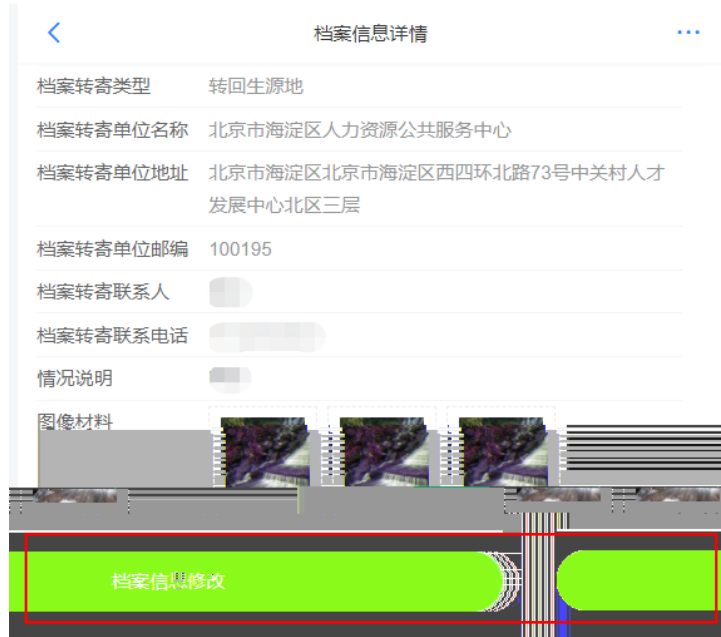 档案信息详情
档案转寄类型 转回生源地
档案转寄单位名称 北京市海淀区人力资源公共服务中心
档案转寄单位地址 北京市海淀区北京市海淀区西四环北路73号中关村人才
发展中心北区三层
档案转寄单位邮编 100195
档案转寄联系人
档案转寄联系电话
情况说明
图像材料
档案信息修改